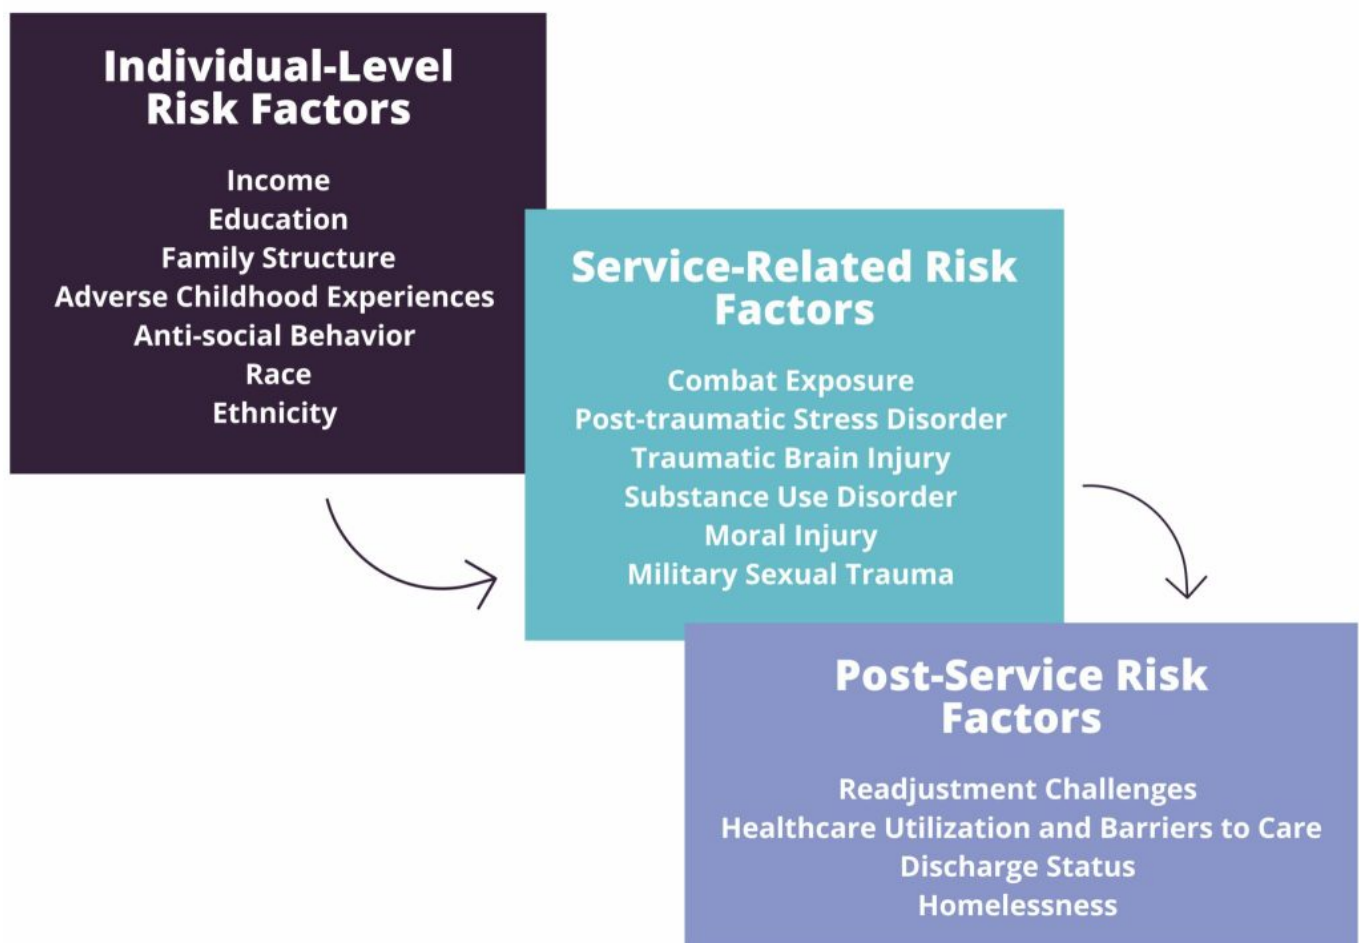 Individual-Level
Risk Factors
Income
Education
Family Structure
Adverse Childhood Experiences
Anti-social Behavior
Race
Ethnicity
Service-Related Risk
Factors
Combat Exposure
Post-traumatic Stress Disorder
Traumatic Brain Injury
Substance Use Disorder
Moral Injury
Military Sexual Trauma
Post-Service Risk
Factors
Readjustment Challenges
Healthcare Utilization and Barriers to Care
Discharge Status
Homelessness